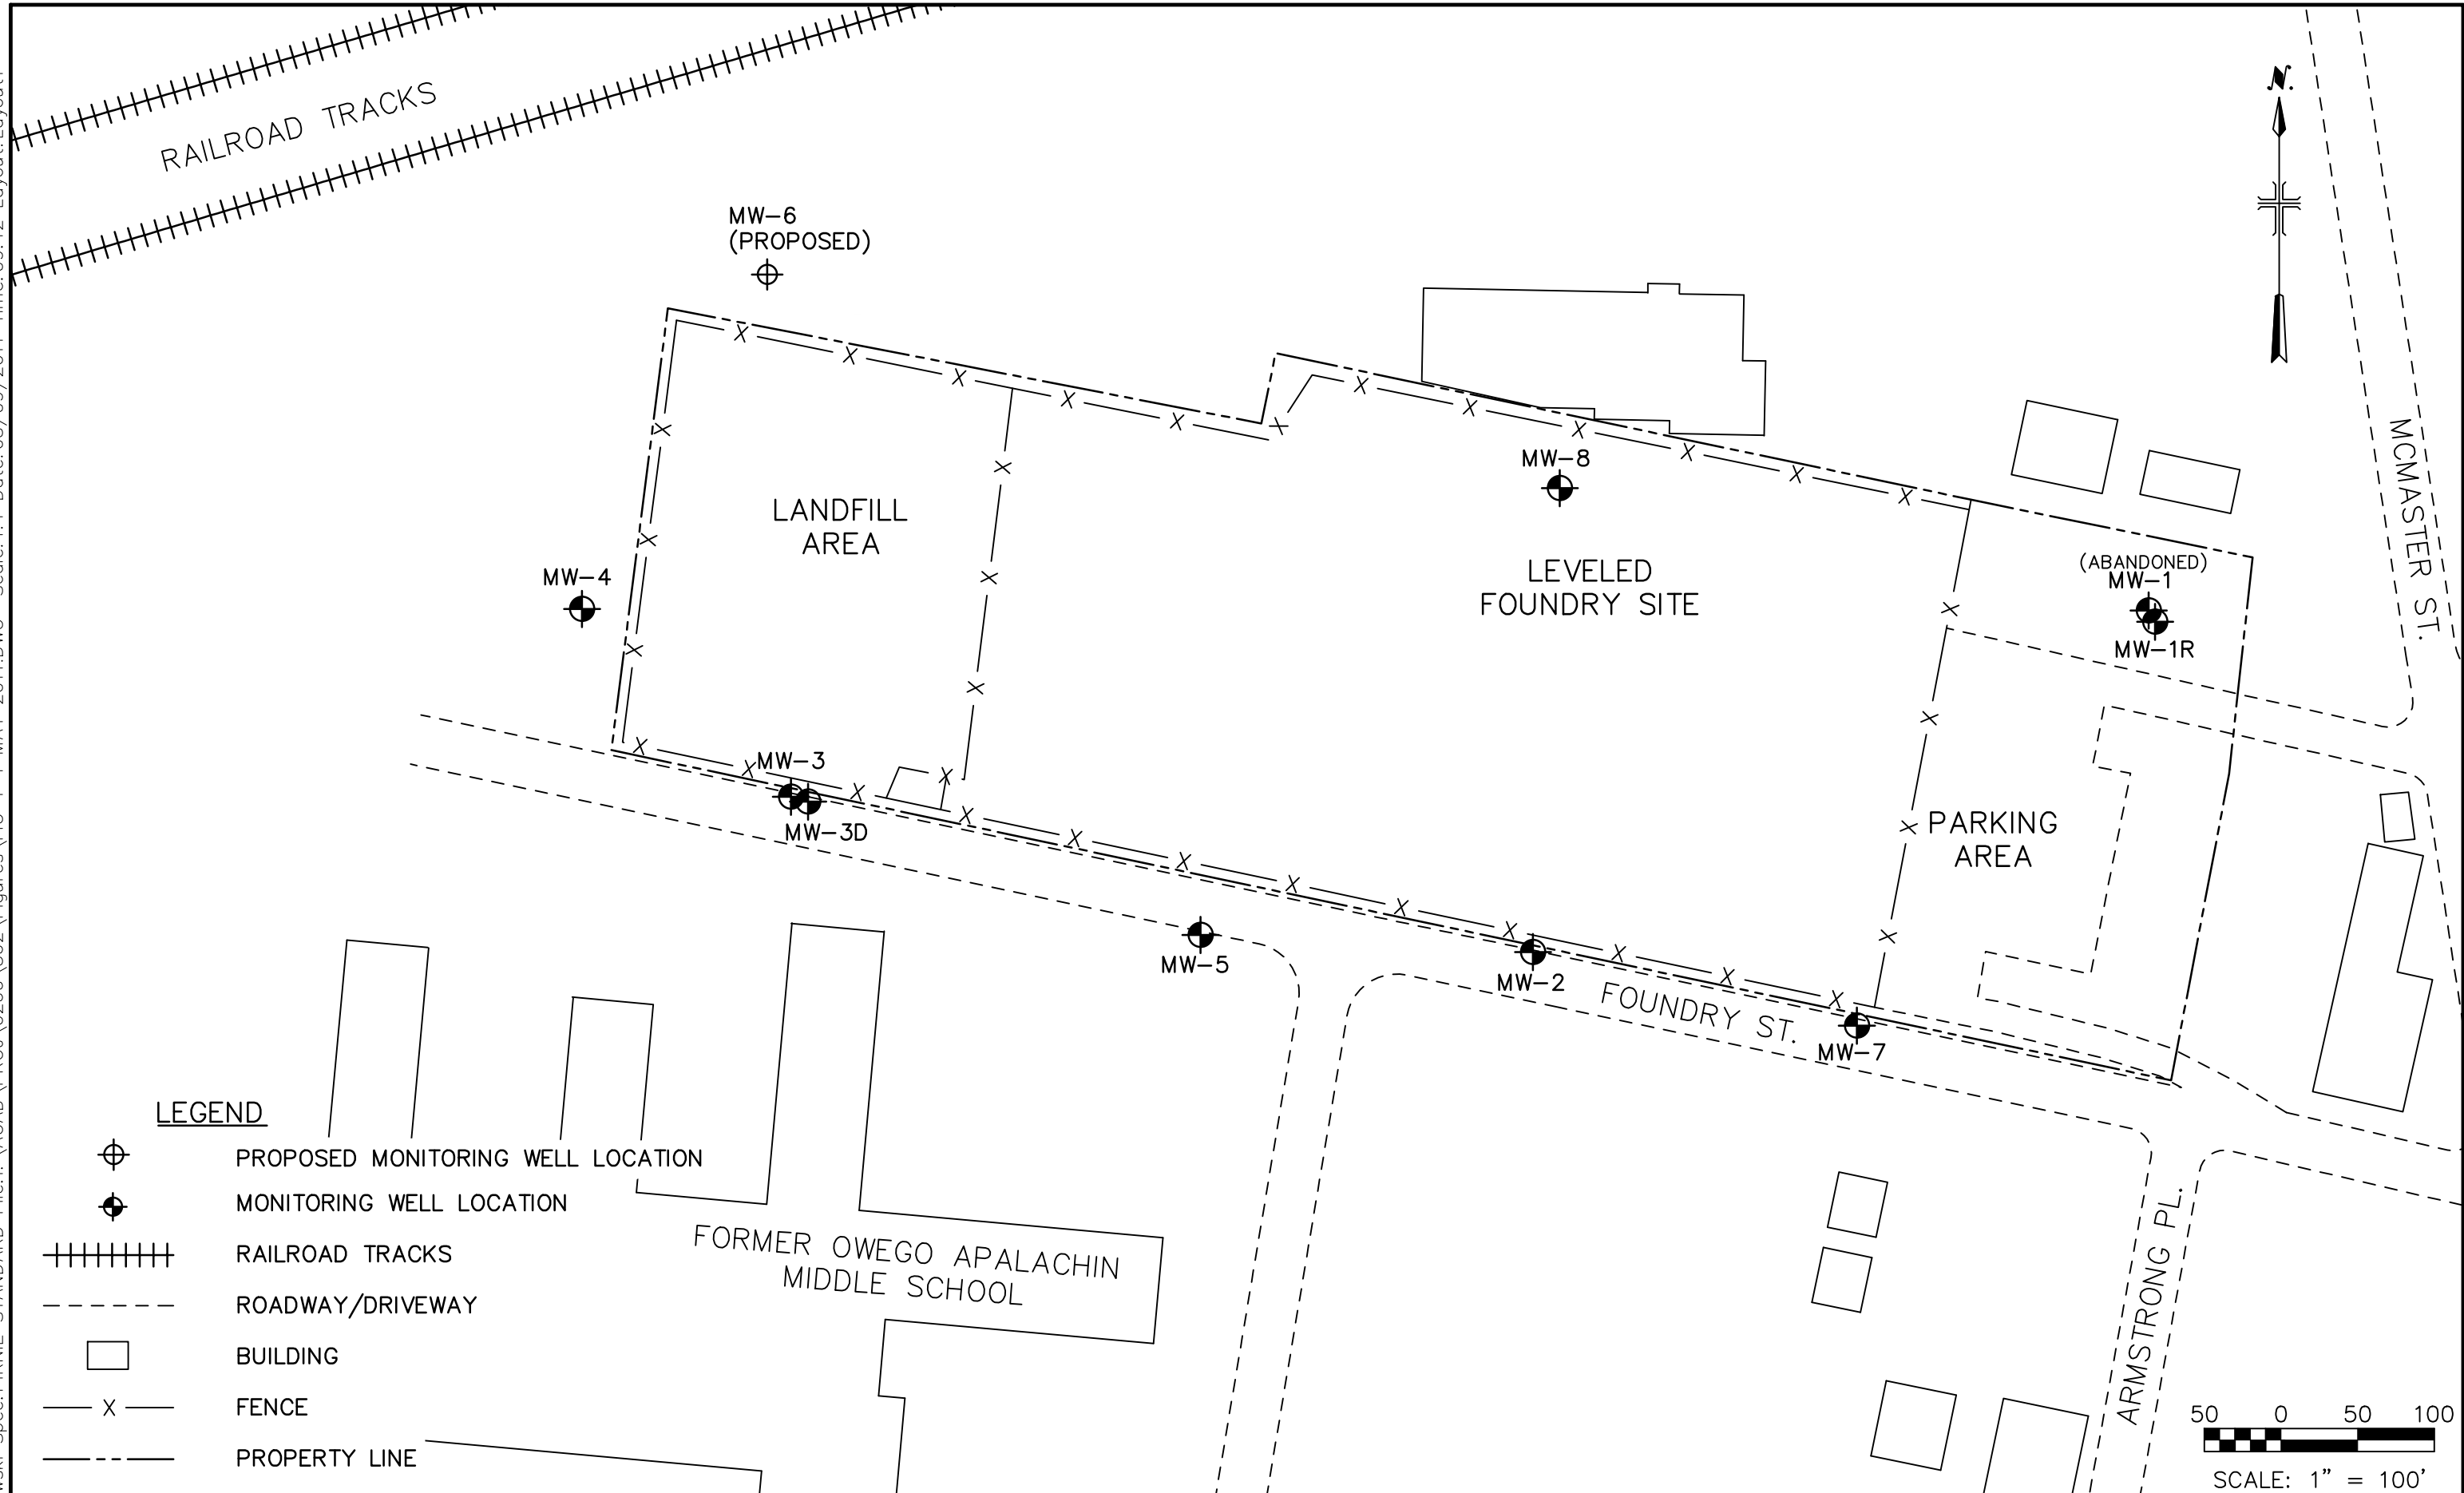 RAILROAD TRACKS
N.
MW-6
(PROPOSED)
MCMASTER ST.
MW-8
LANDFILL
AREA
LEVELED
FOUNDRY SITE
(ABANDONED)
MW-1
MW-1R
MW-4
MW-3
MW-3D
PARKING
AREA
MW-5
MW-2
FOUNDRY ST.
MW-7
LEGEND
PROPOSED MONITORING WELL LOCATION
MONITORING WELL LOCATION
RAILROAD TRACKS
ROADWAY/DRIVEWAY
BUILDING
X FENCE
PROPERTY LINE
FORMER OWEGO APALACHIN
MIDDLE SCHOOL
ARMSTRONG PL.
50 0 50 100
SCALE: 1" = 100'